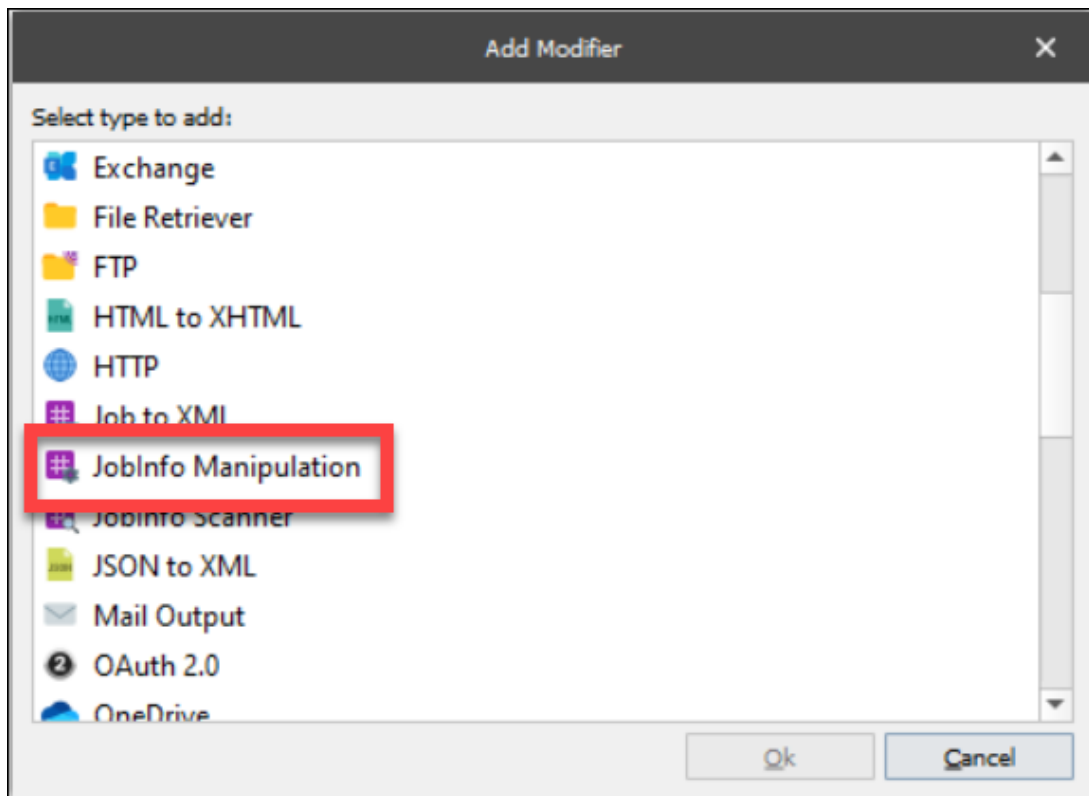 Add Modifier
Select type to add:
Exchange
File Retriever
FTP
HTML to XHTML
HTTP
Job to XML
JobInfo Manipulation
JobInfo Scanner
JSON to XML
Mail Output
OAuth 2.0
OneDrive
Ok
Cancel